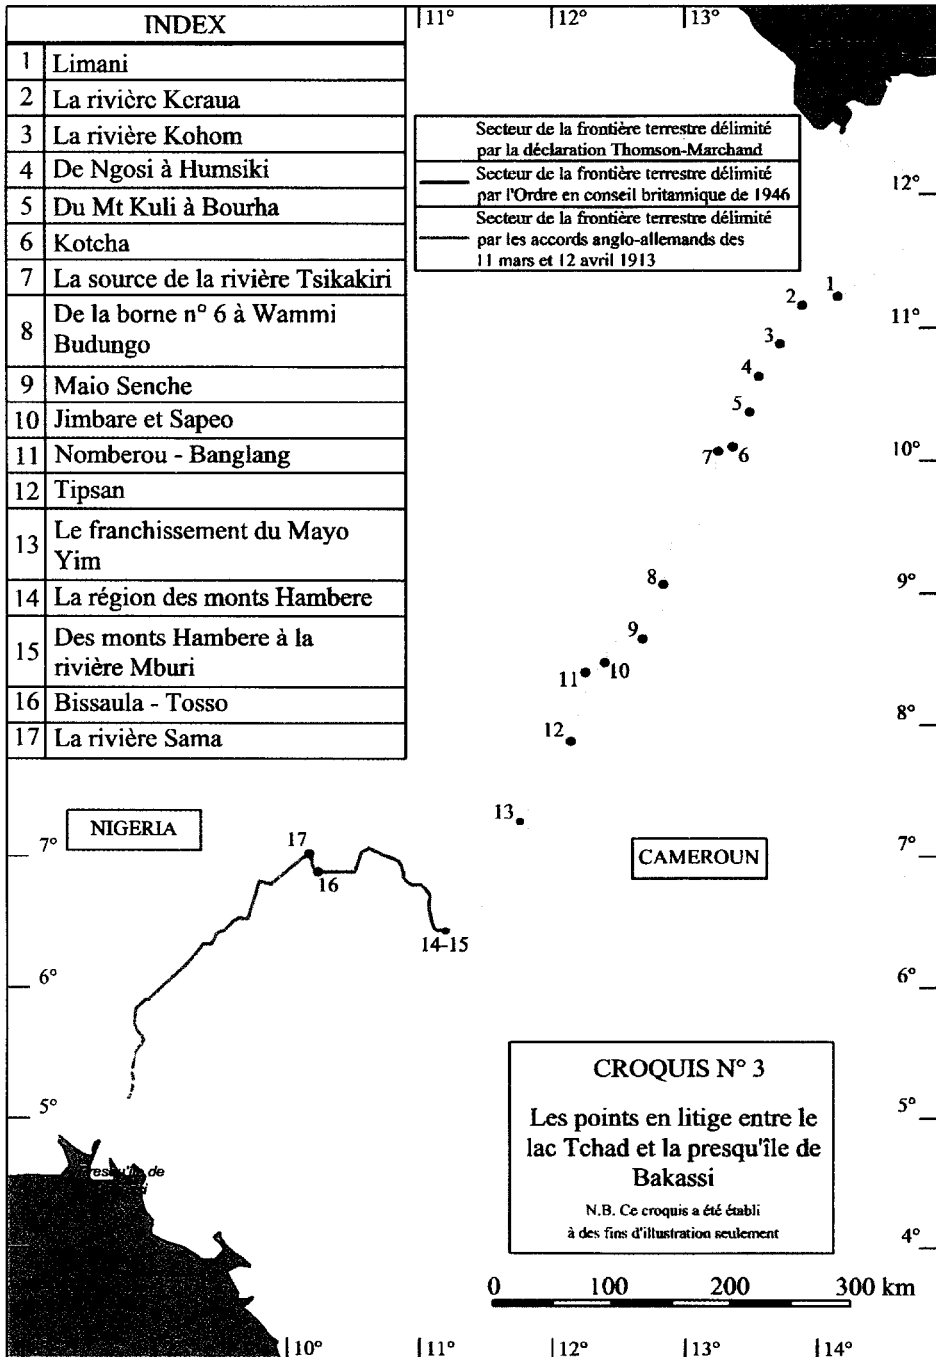 INDEX
1 Limani
2 La rivière Keraua
3 La rivière Kohom
4 De Ngosi à Humsiki
5 Du Mt Kuli à Bourha
6 Kotcha
7 La source de la rivière Tsikakiri
8 De la borne n° 6 à Wammi
Budungo
9 Maio Senche
10 Jimbare et Sapeo
11 Nomberou - Banglang
12 Tipsan
13 Le franchissement du Mayo
Yim
14 La région des monts Hambere
15 Des monts Hambere à la
rivière Mburi
16 Bissaula - Tosso
17 La rivière Sama
11° 12° 13°
Secteur de la frontière terrestre délimité
par la déclaration Thomson-Marchand
Secteur de la frontière terrestre délimité
par l'Ordre en conseil britannique de 1946
Secteur de la frontière terrestre délimité
par les accords anglo-allemands des
11 mars et 12 avril 1913
12°
1
2
11°
3
4
5
10°
7 6
9°
8
9
10
11
8°
12
13
NIGERIA
7°
17
16
CAMEROUN
7°
14-15
6°
6°
5°
5°
presqu'île de
CROQUIS N° 3
Les points en litige entre le
lac Tchad et la presqu'île de
Bakassi
N.B. Ce croquis a été établi
à des fins d'illustration seulement
4°
0 100 200 300 km
10° 11° 12° 13° 14°